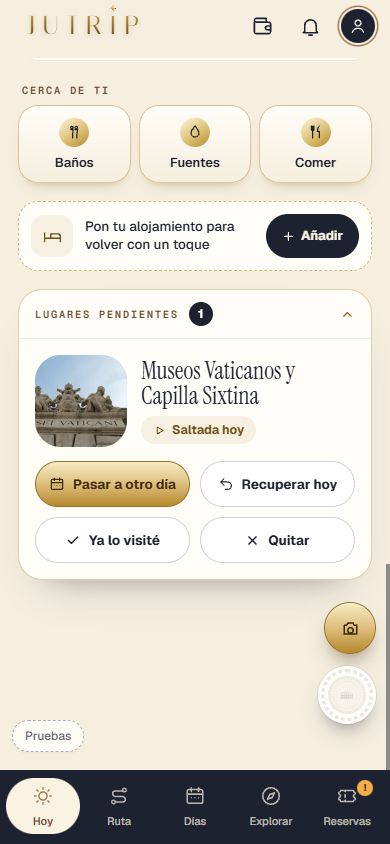 JUTRIP
CERCA DE TI
Baños
Fuentes
Comer
Pon tu alojamiento para
volver con un toque
Añadir
LUGARES PENDIENTES 1
Museos Vaticanos y
Capilla Sixtina
Saltada hoy
Pasar a otro día
Recuperar hoy
Ya lo visité
Quitar
Pruebas
!
Hoy
Ruta
Días
Explorar
Reservas